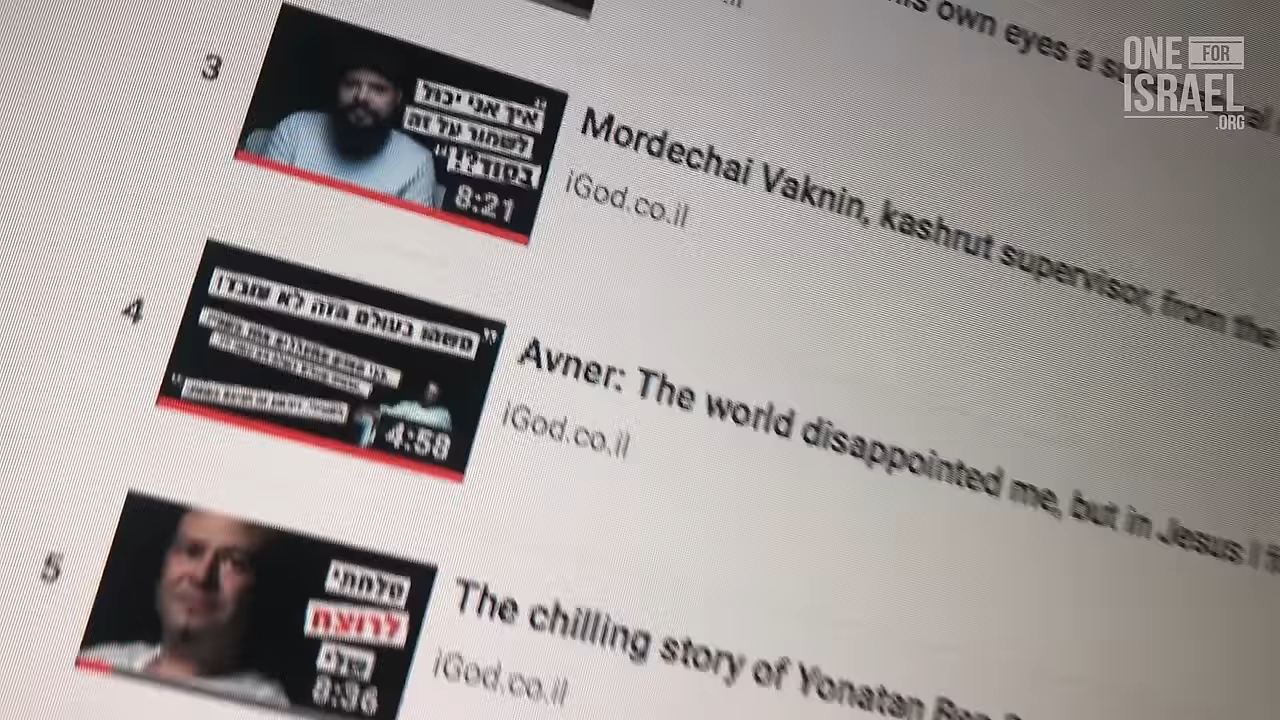 his own eyes a
ONE FOR
ISRAEL
.ORG
3
"איך אני יכול
לשמור על זה
בסוד?!"
8:21
Mordechai Vaknin, kashrut supervisor, from the
iGod.co.il
4
"משהו בעולם הזה לא עובד!
4:58
Avner: The world disappointed me, but in Jesus I
iGod.co.il
5
סלחתי
לרוצח
שלי
8:36
The chilling story of Yonatan Ben
iGod.co.il